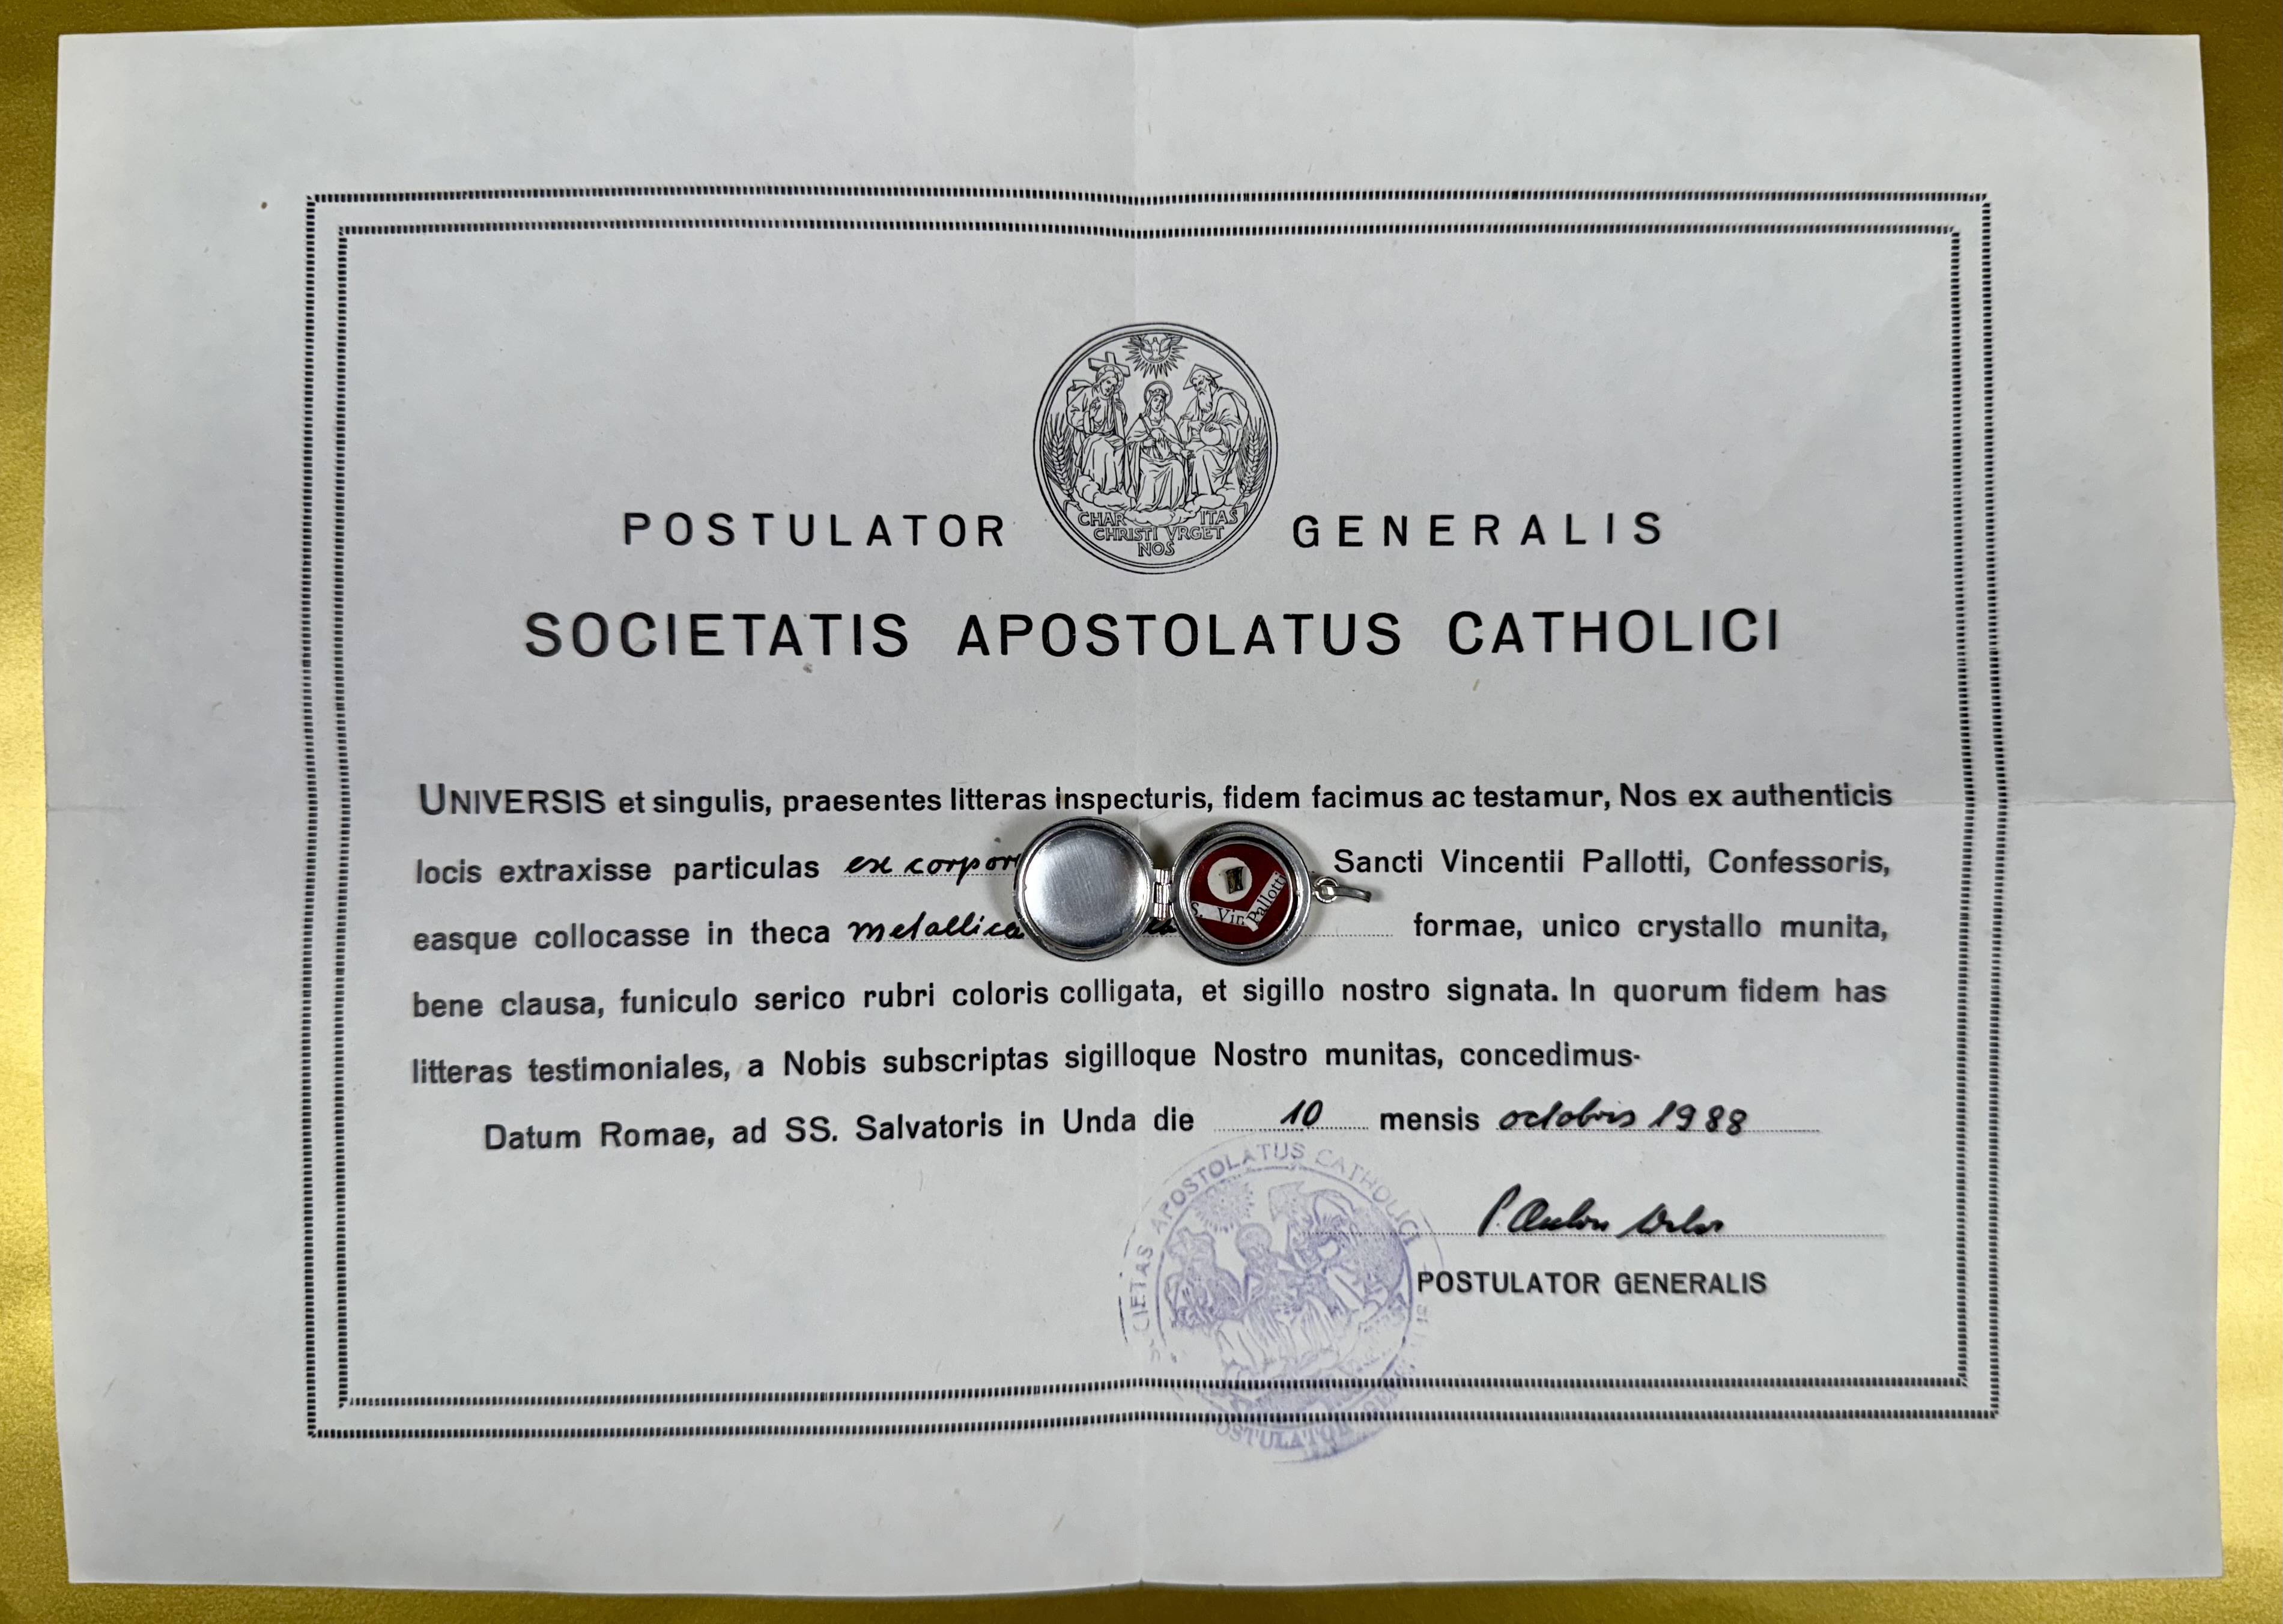 CHARITAS
CHRISTI VRGET
NOS
POSTULATOR GENERALIS
SOCIETATIS APOSTOLATUS CATHOLICI
UNIVERSIS et singulis, praesentes litteras inspecturis, fidem facimus ac testamur, Nos ex authenticis
locis extraxisse particulas ex corpor Sancti Vincentii Pallotti, Confessoris,
S. Vin Pallotti
easque collocasse in theca metallica formae, unico crystallo munita,
bene clausa, funiculo serico rubri coloris colligata, et sigillo nostro signata. In quorum fidem has
litteras testimoniales, a Nobis subscriptas sigilloque Nostro munitas, concedimus.
Datum Romae, ad SS. Salvatoris in Unda die 10 mensis octobris 1988
SOCIETAS APOSTOLATUS CATHOLICI
POSTULATOR GENERALIS
POSTULATOR